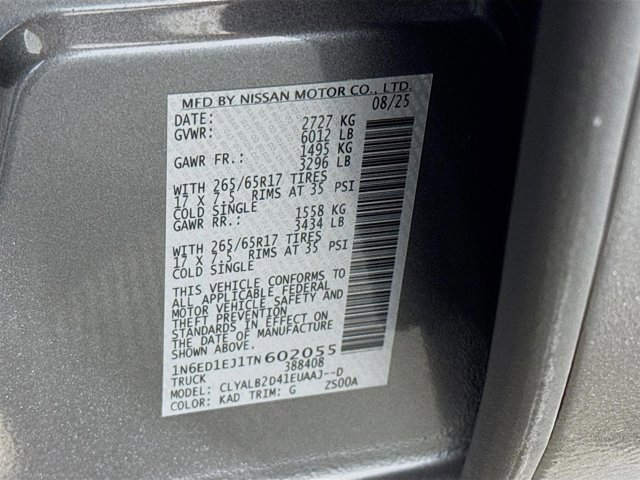 MFD BY NISSAN MOTOR CO., LTD.
DATE: 08/25
GVWR: 2727 KG
6012 LB
GAWR FR.: 1495 KG
3296 LB
WITH 265/65R17 TIRES
17 X 7.5 RIMS AT 35 PSI
COLD SINGLE
GAWR RR.: 1558 KG
3434 LB
WITH 265/65R17 TIRES
17 X 7.5 RIMS AT 35 PSI
COLD SINGLE
THIS VEHICLE CONFORMS TO
ALL APPLICABLE FEDERAL
MOTOR VEHICLE SAFETY AND
THEFT PREVENTION
STANDARDS IN EFFECT ON
THE DATE OF MANUFACTURE
SHOWN ABOVE.
1N6ED1EJ1TN602055
TRUCK 388408
MODEL: CLYALB2D41EUAAJ--D
COLOR: KAD TRIM: G ZS00A